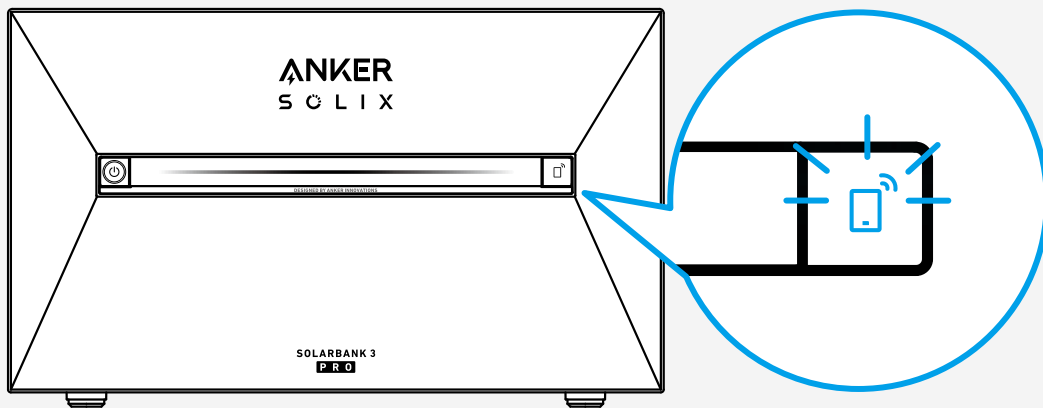 ANKER
SOLIX
DESIGNED BY ANKER INNOVATIONS
SOLARBANK 3
PRO